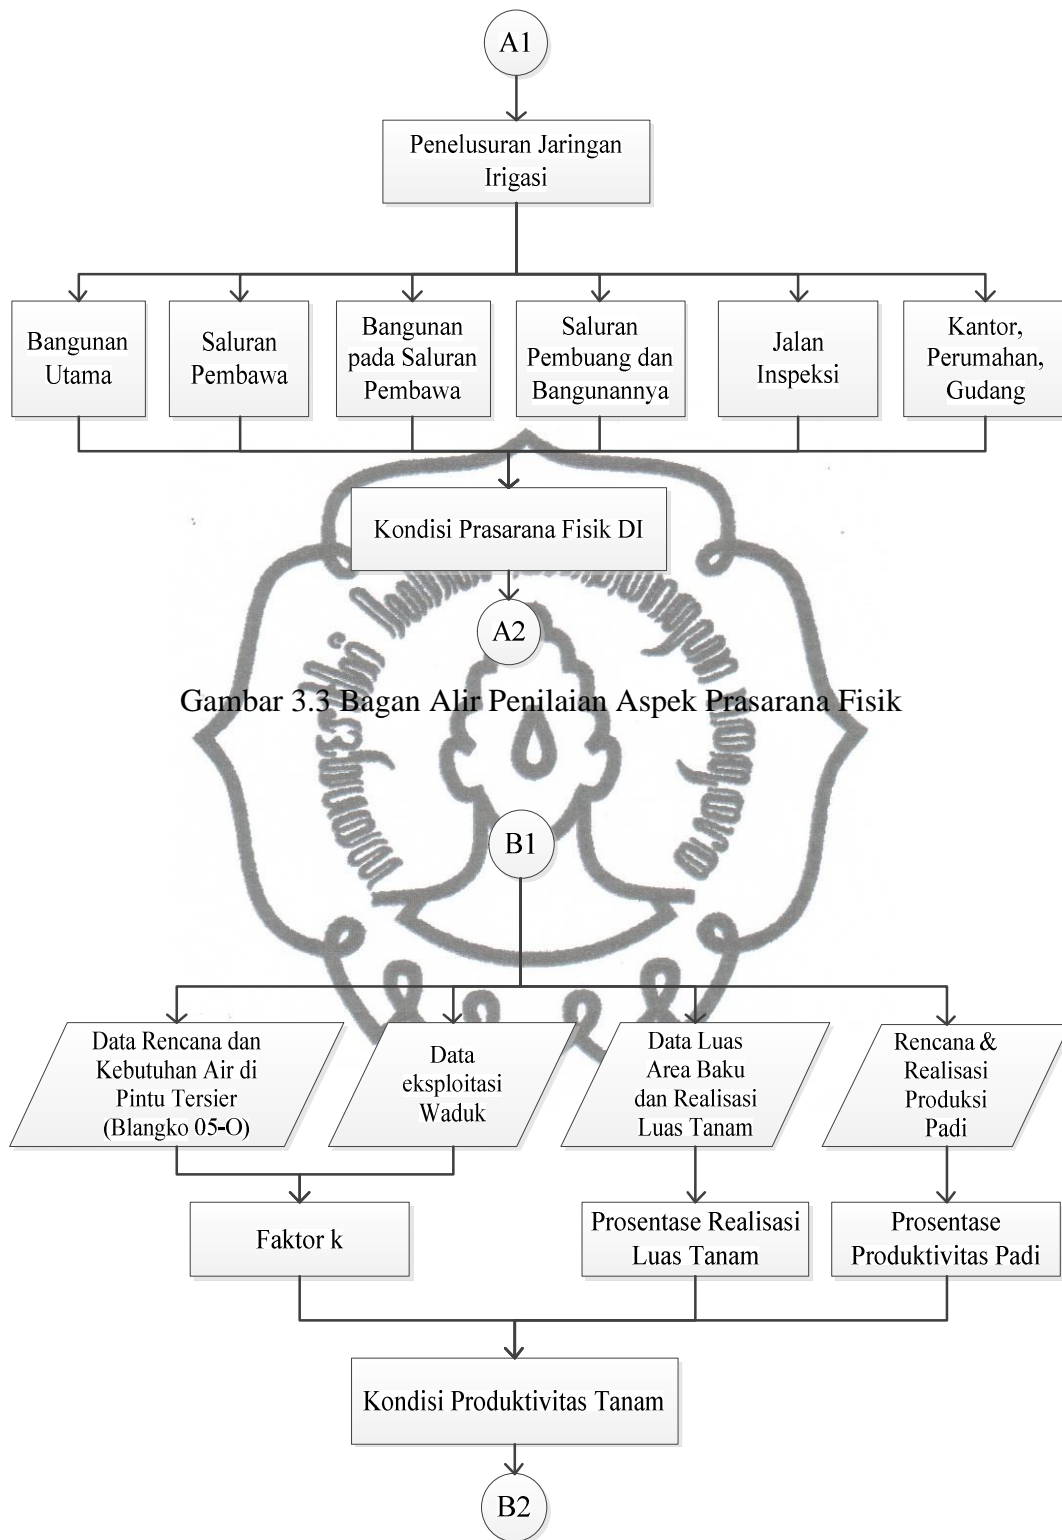 A1
Penelusuran Jaringan
Irigasi
Bangunan
Utama
Saluran
Pembawa
Bangunan
pada Saluran
Pembawa
Saluran
Pembuang dan
Bangunannya
Jalan
Inspeksi
Kantor,
Perumahan,
Gudang
Kondisi Prasarana Fisik DI
A2
Gambar 3.3 Bagan Alir Penilaian Aspek Prasarana Fisik
B1
Data Rencana dan
Kebutuhan Air di
Pintu Tersier
(Blangko 05-O)
Data
eksploitasi
Waduk
Data Luas
Area Baku
dan Realisasi
Luas Tanam
Rencana &
Realisasi
Produksi
Padi
Faktor k
Prosentase Realisasi
Luas Tanam
Prosentase
Produktivitas Padi
Kondisi Produktivitas Tanam
B2